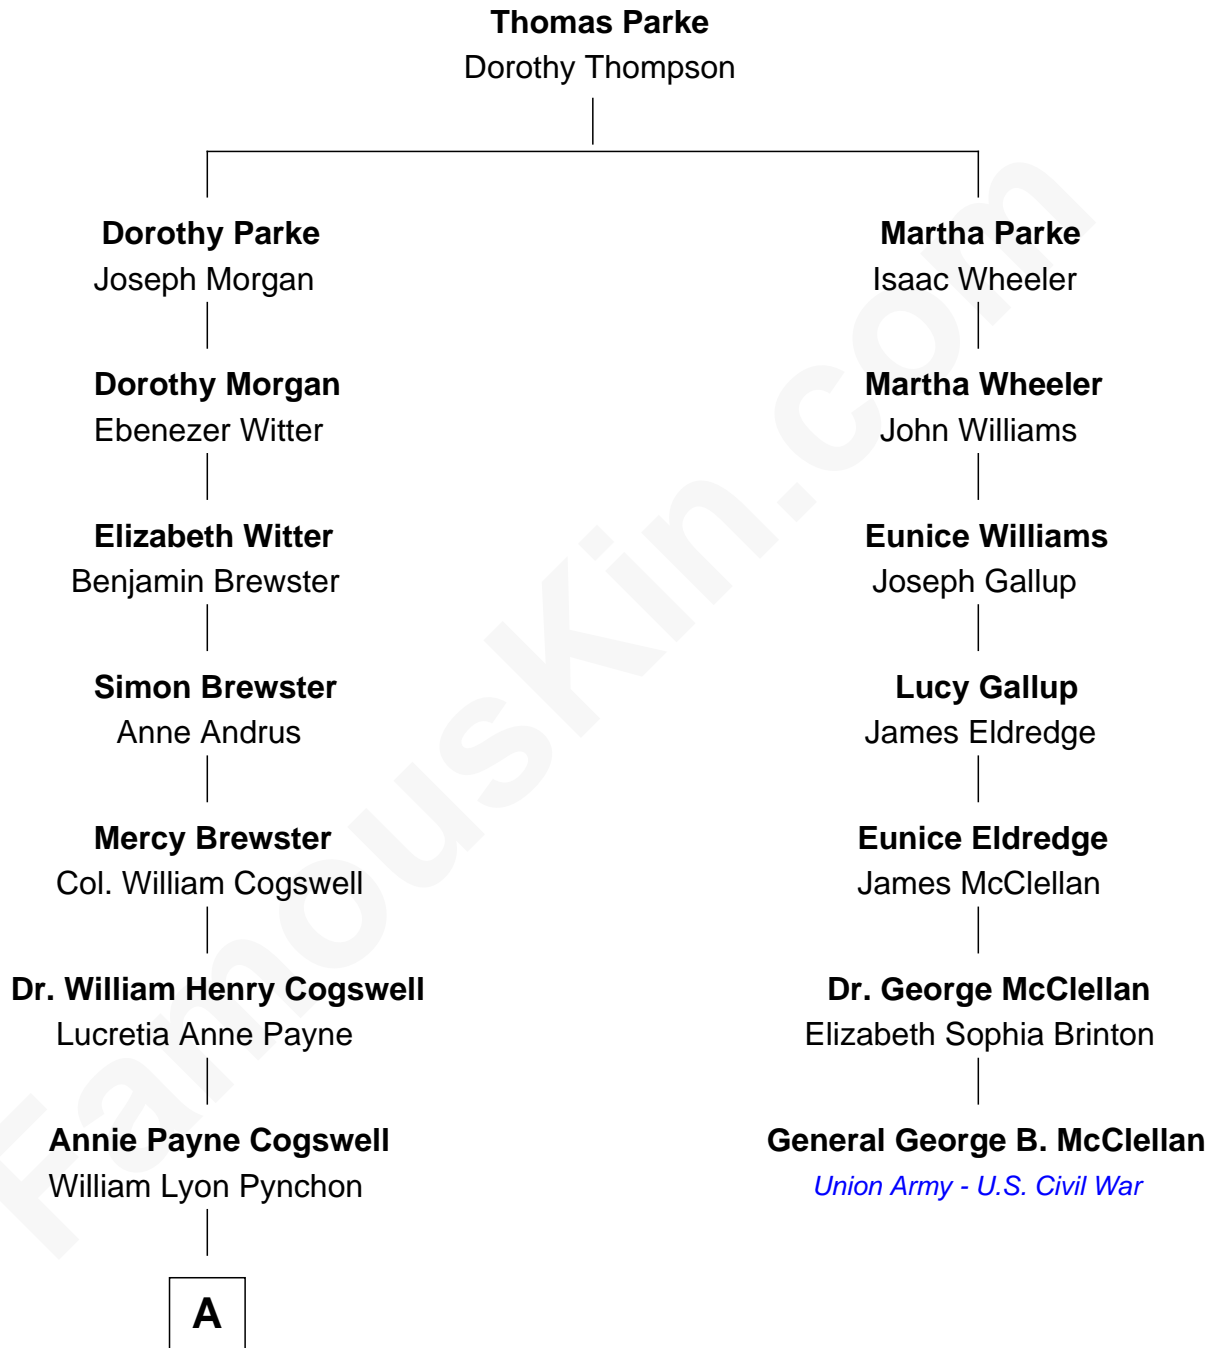 Thomas Parke
Dorothy Thompson
Dorothy Parke
Joseph Morgan
Martha Parke
Isaac Wheeler
Dorothy Morgan
Ebenezer Witter
Martha Wheeler
John Williams
Elizabeth Witter
Benjamin Brewster
Eunice Williams
Joseph Gallup
Simon Brewster
Anne Andrus
Lucy Gallup
James Eldredge
Mercy Brewster
Col. William Cogswell
Eunice Eldredge
James McClellan
Dr. William Henry Cogswell
Lucretia Anne Payne
Dr. George McClellan
Elizabeth Sophia Brinton
Annie Payne Cogswell
William Lyon Pynchon
General George B. McClellan
Union Army - U.S. Civil War
A
FamousKin.com